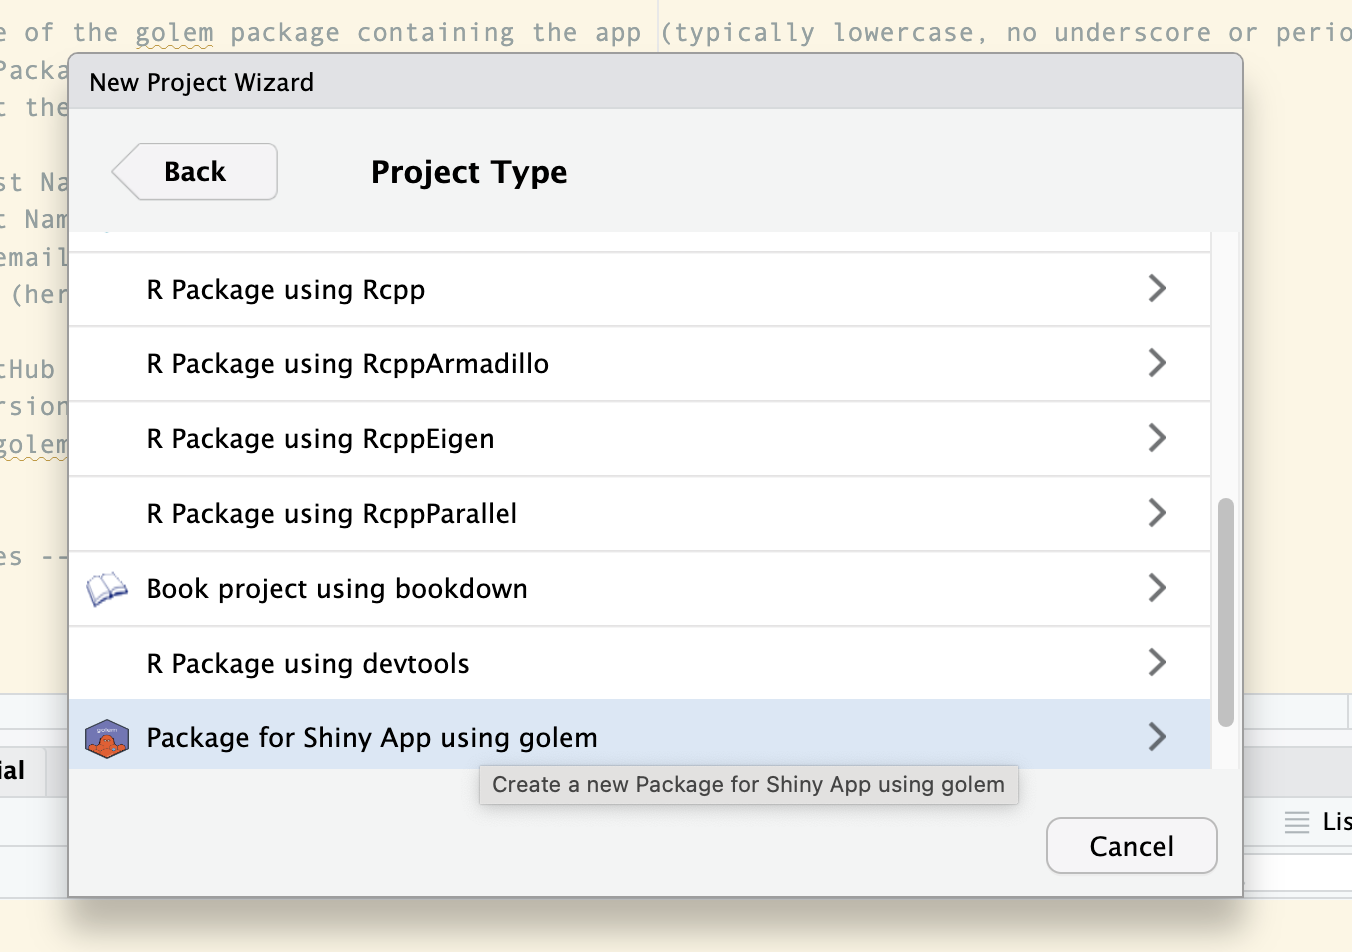 e of the golem package containing the app (typically lowercase, no underscore or perio
Packa
t the
New Project Wizard
Back
Project Type
st Na
t Nam
email
(her
tHub
rsion
golem
es --
R Package using Rcpp
R Package using RcppArmadillo
R Package using RcppEigen
R Package using RcppParallel
Book project using bookdown
R Package using devtools
golem
Package for Shiny App using golem
Create a new Package for Shiny App using golem
Cancel
ial
Lis